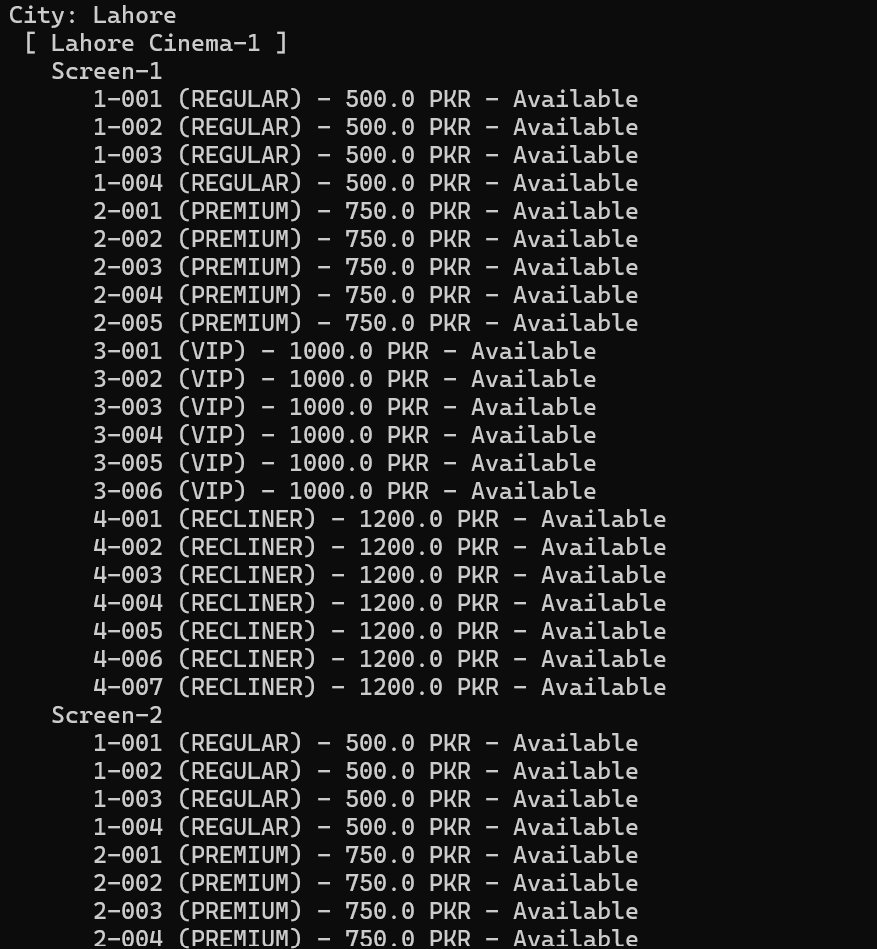 City: Lahore
[ Lahore Cinema-1 ]
Screen-1
1-001 (REGULAR) - 500.0 PKR - Available
1-002 (REGULAR) - 500.0 PKR - Available
1-003 (REGULAR) - 500.0 PKR - Available
1-004 (REGULAR) - 500.0 PKR - Available
2-001 (PREMIUM) - 750.0 PKR - Available
2-002 (PREMIUM) - 750.0 PKR - Available
2-003 (PREMIUM) - 750.0 PKR - Available
2-004 (PREMIUM) - 750.0 PKR - Available
2-005 (PREMIUM) - 750.0 PKR - Available
3-001 (VIP) - 1000.0 PKR - Available
3-002 (VIP) - 1000.0 PKR - Available
3-003 (VIP) - 1000.0 PKR - Available
3-004 (VIP) - 1000.0 PKR - Available
3-005 (VIP) - 1000.0 PKR - Available
3-006 (VIP) - 1000.0 PKR - Available
4-001 (RECLINER) - 1200.0 PKR - Available
4-002 (RECLINER) - 1200.0 PKR - Available
4-003 (RECLINER) - 1200.0 PKR - Available
4-004 (RECLINER) - 1200.0 PKR - Available
4-005 (RECLINER) - 1200.0 PKR - Available
4-006 (RECLINER) - 1200.0 PKR - Available
4-007 (RECLINER) - 1200.0 PKR - Available
Screen-2
1-001 (REGULAR) - 500.0 PKR - Available
1-002 (REGULAR) - 500.0 PKR - Available
1-003 (REGULAR) - 500.0 PKR - Available
1-004 (REGULAR) - 500.0 PKR - Available
2-001 (PREMIUM) - 750.0 PKR - Available
2-002 (PREMIUM) - 750.0 PKR - Available
2-003 (PREMIUM) - 750.0 PKR - Available
2-004 (PREMIUM) - 750.0 PKR - Available